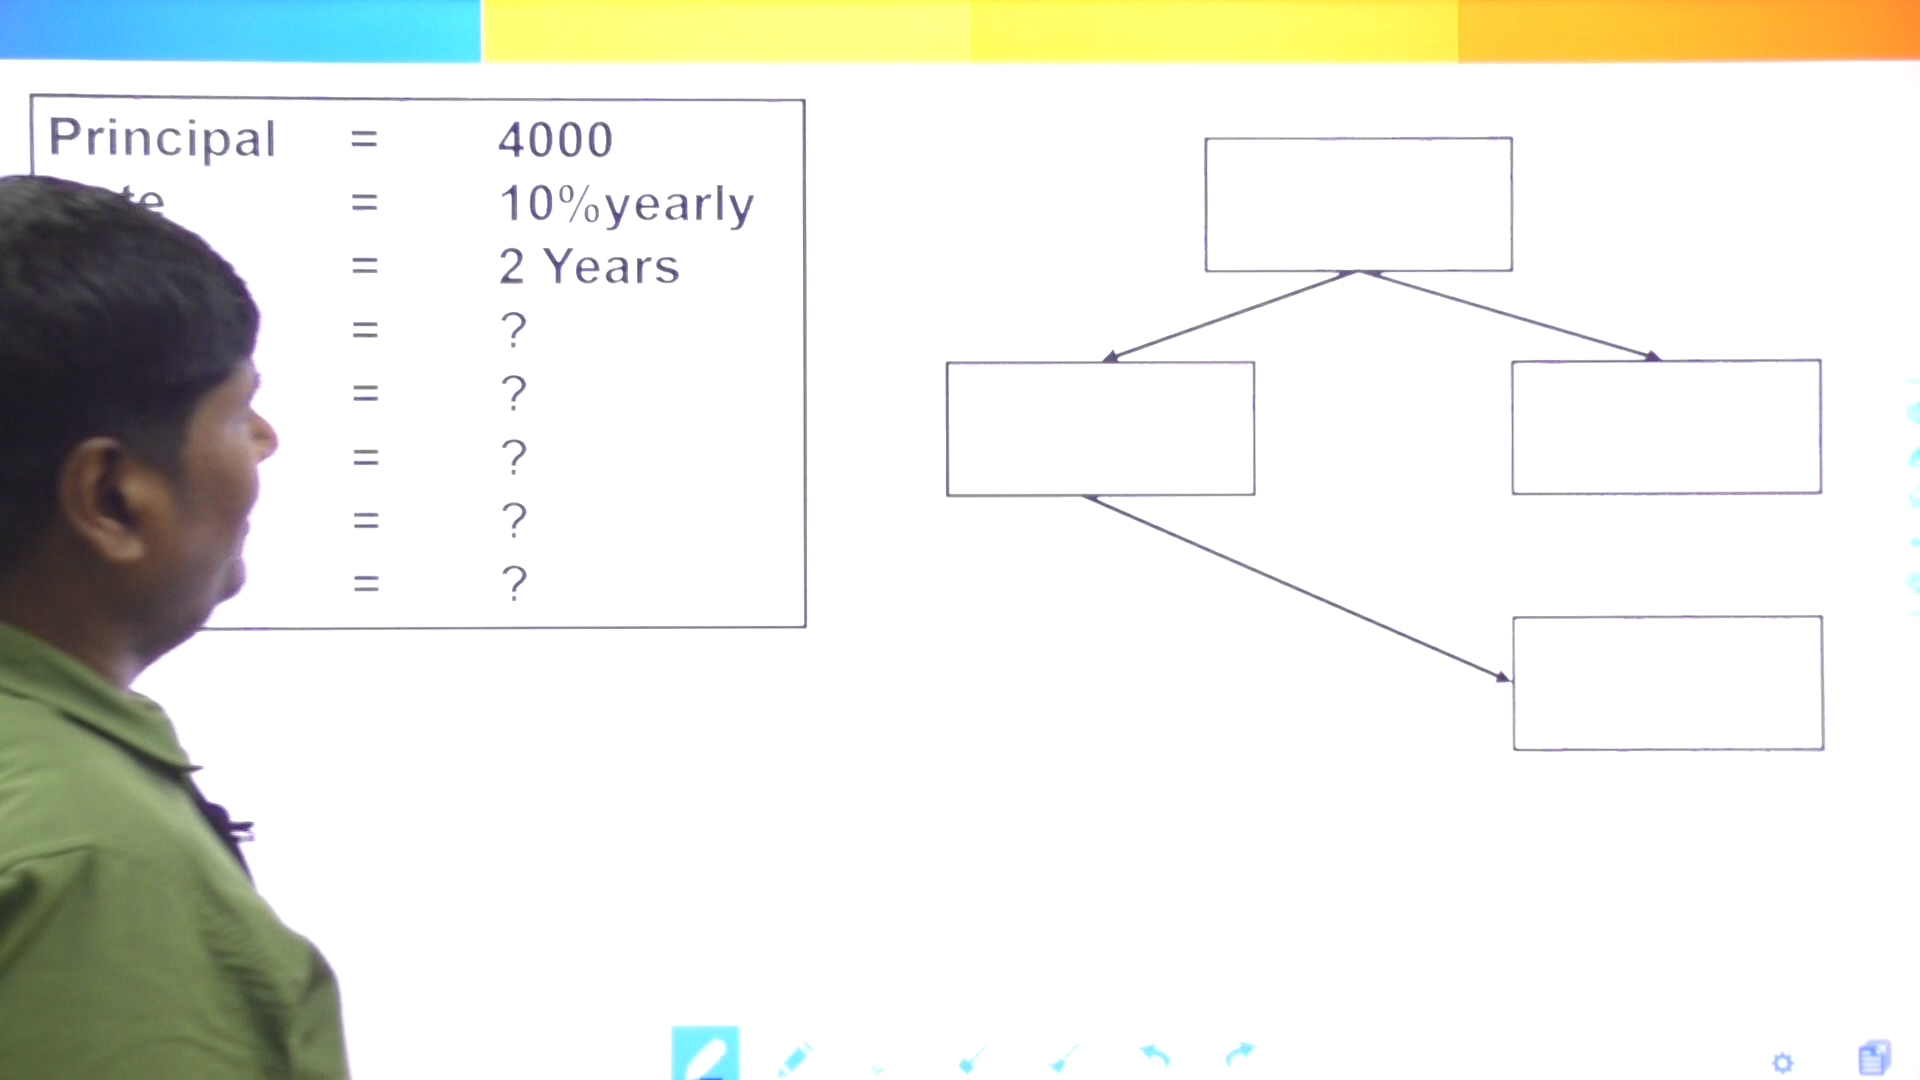 Principal = 4000
= 10%yearly
= 2 Years
= ?
= ?
= ?
= ?
= ?